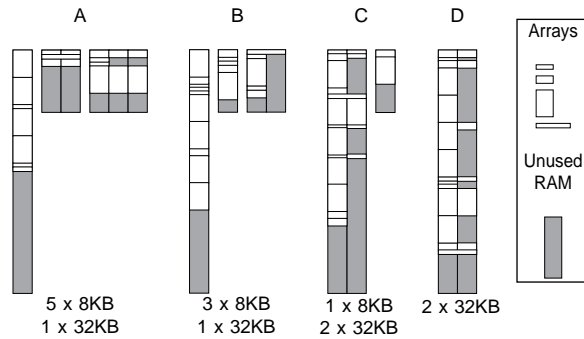 A
B
C
D
Arrays
Unused
RAM
5 x 8KB
1 x 32KB
3 x 8KB
1 x 32KB
1 x 8KB
2 x 32KB
2 x 32KB